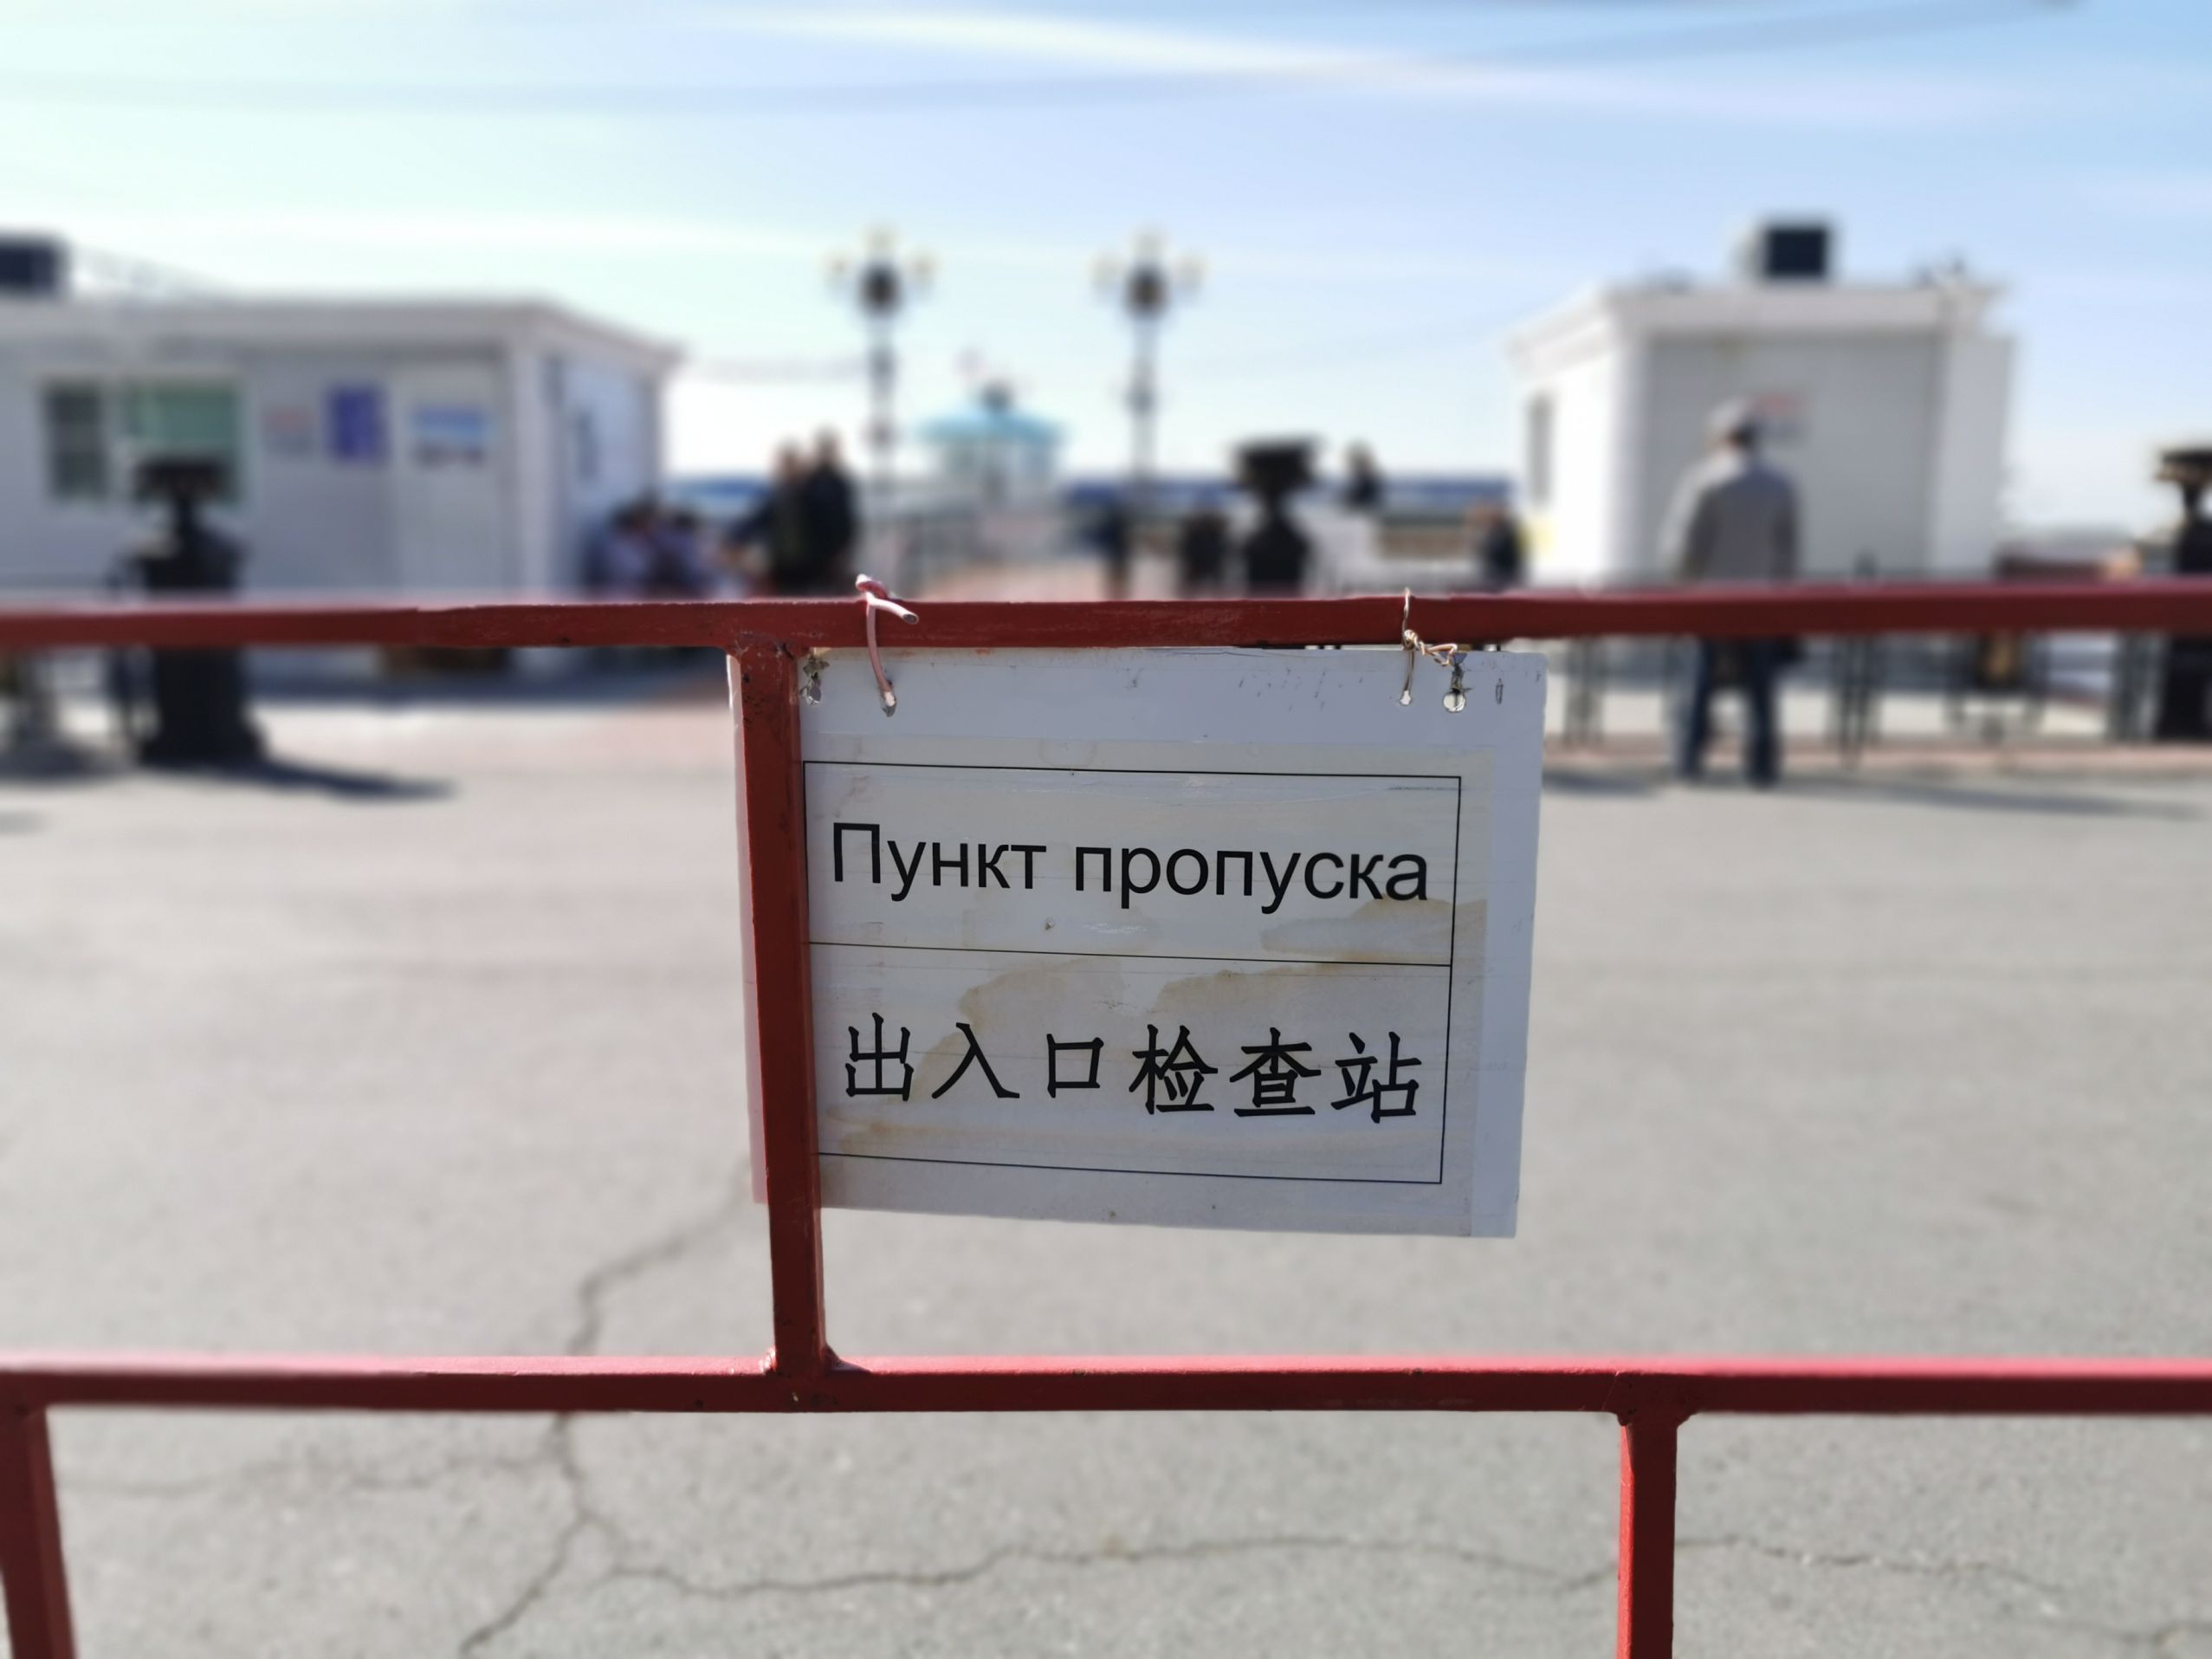 Пункт пропуска
出入口检查站